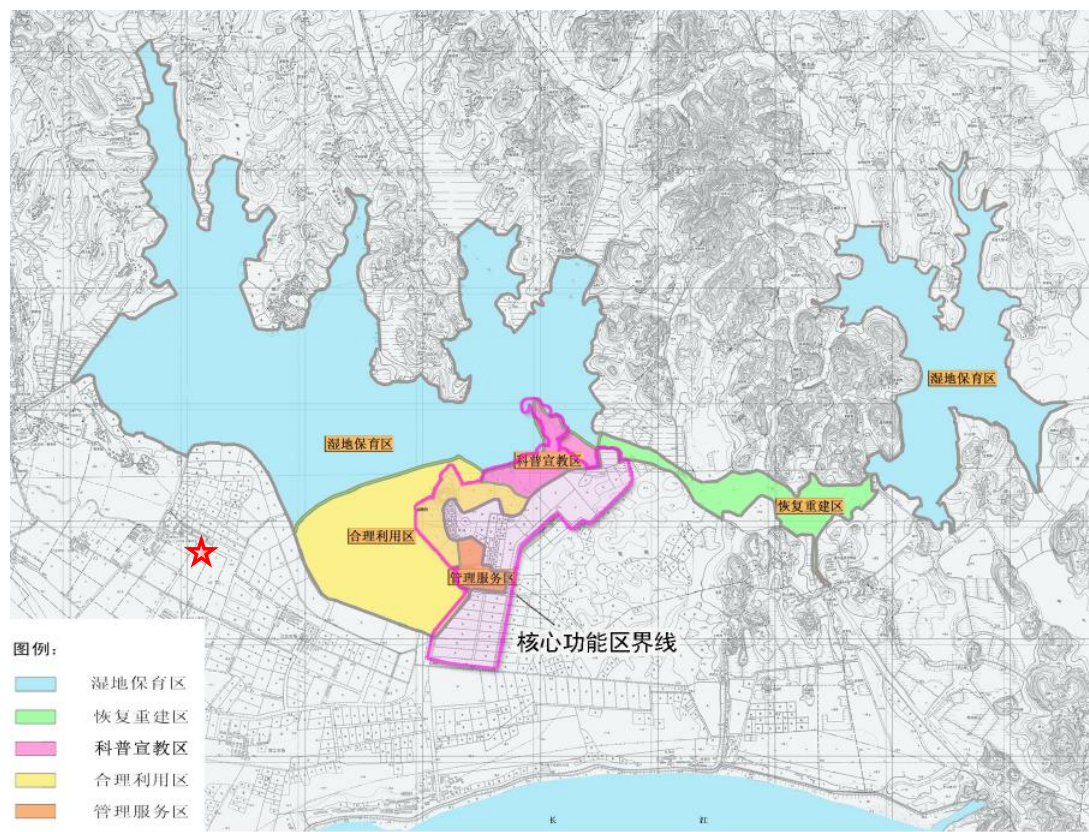 湿地保育区
湿地保育区
科普宣教区
恢复重建区
合理利用区
管理服务区
核心功能区界线
图例：
湿地保育区
恢复重建区
科普宣教区
合理利用区
管理服务区
长 江